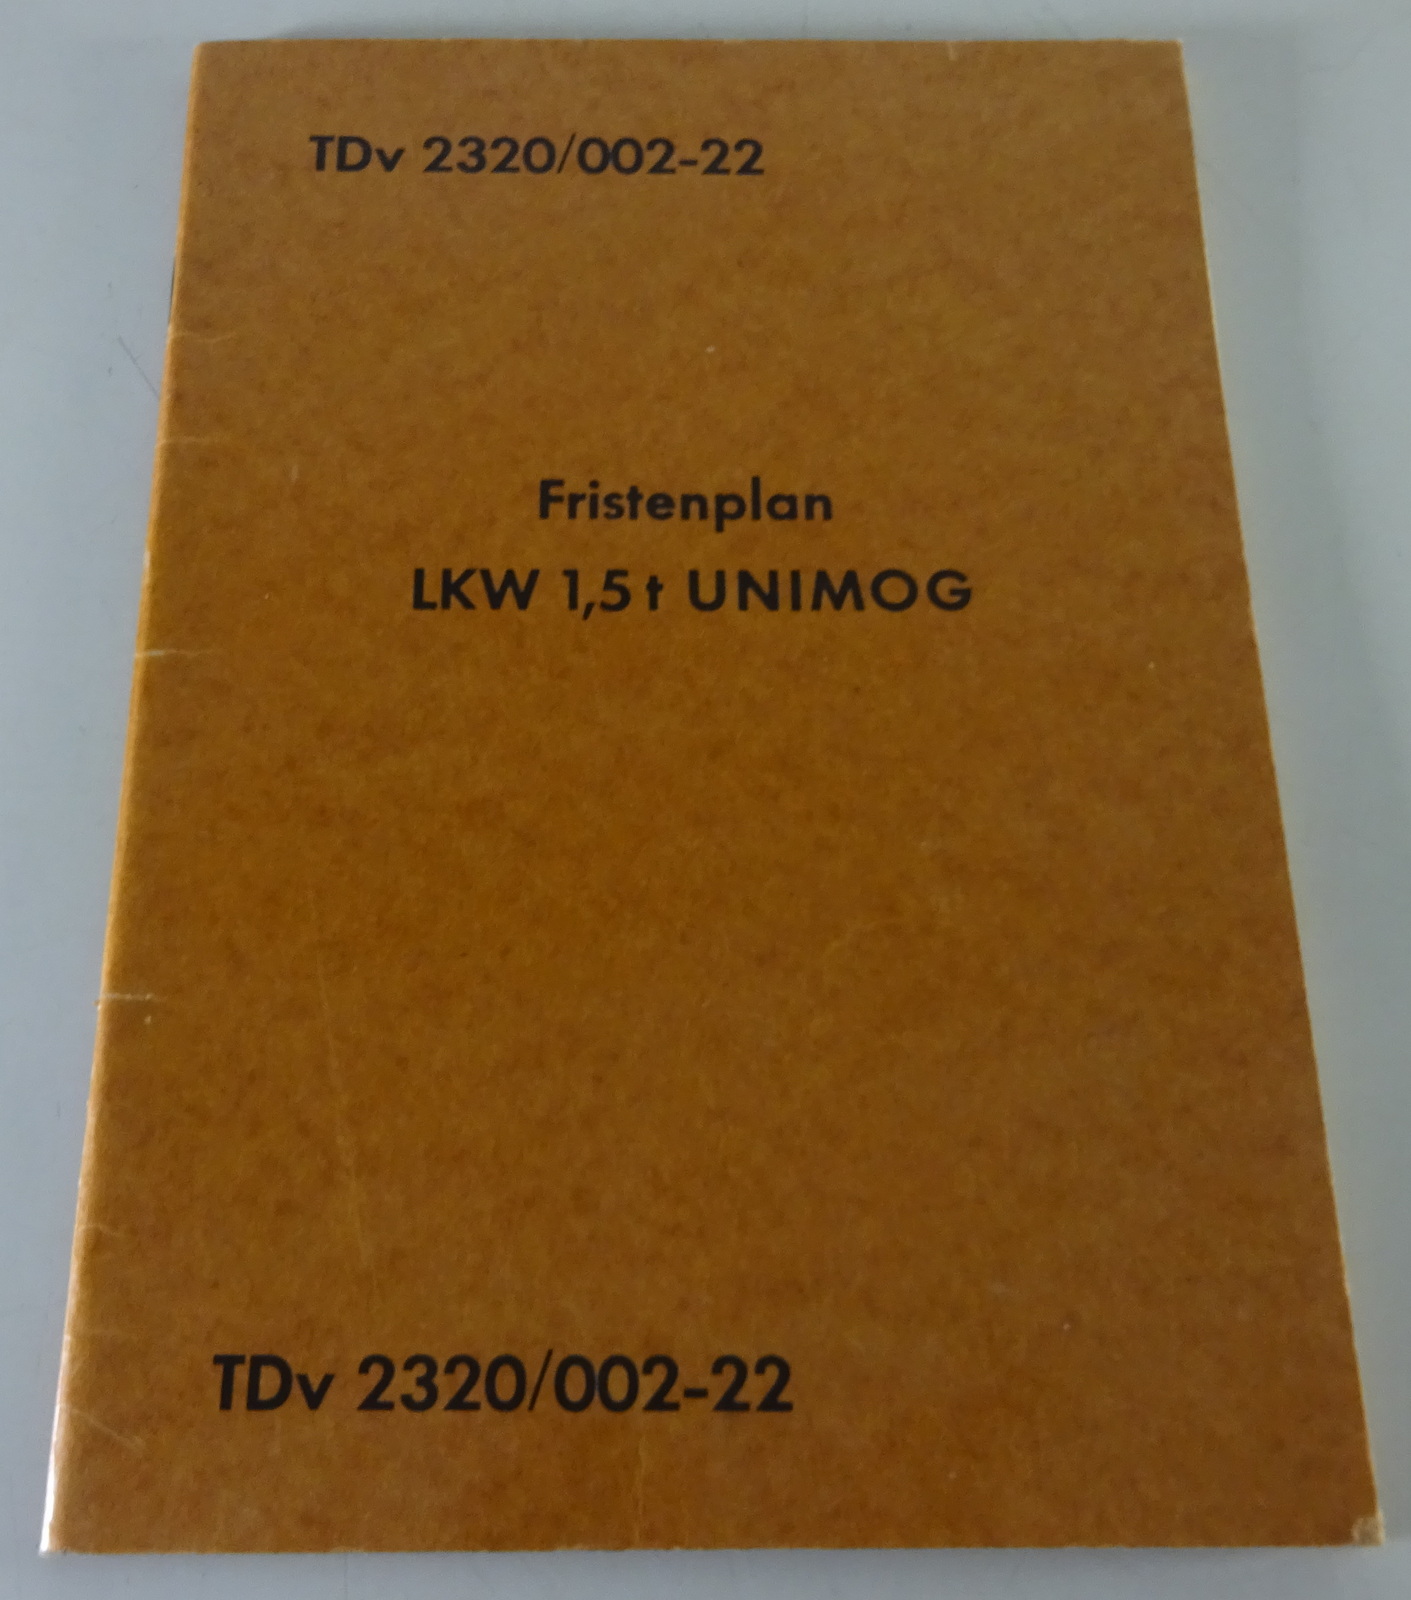 TDv 2320/002-22
Fristenplan
LKW 1,5 t UNIMOG
TDv 2320/002-22